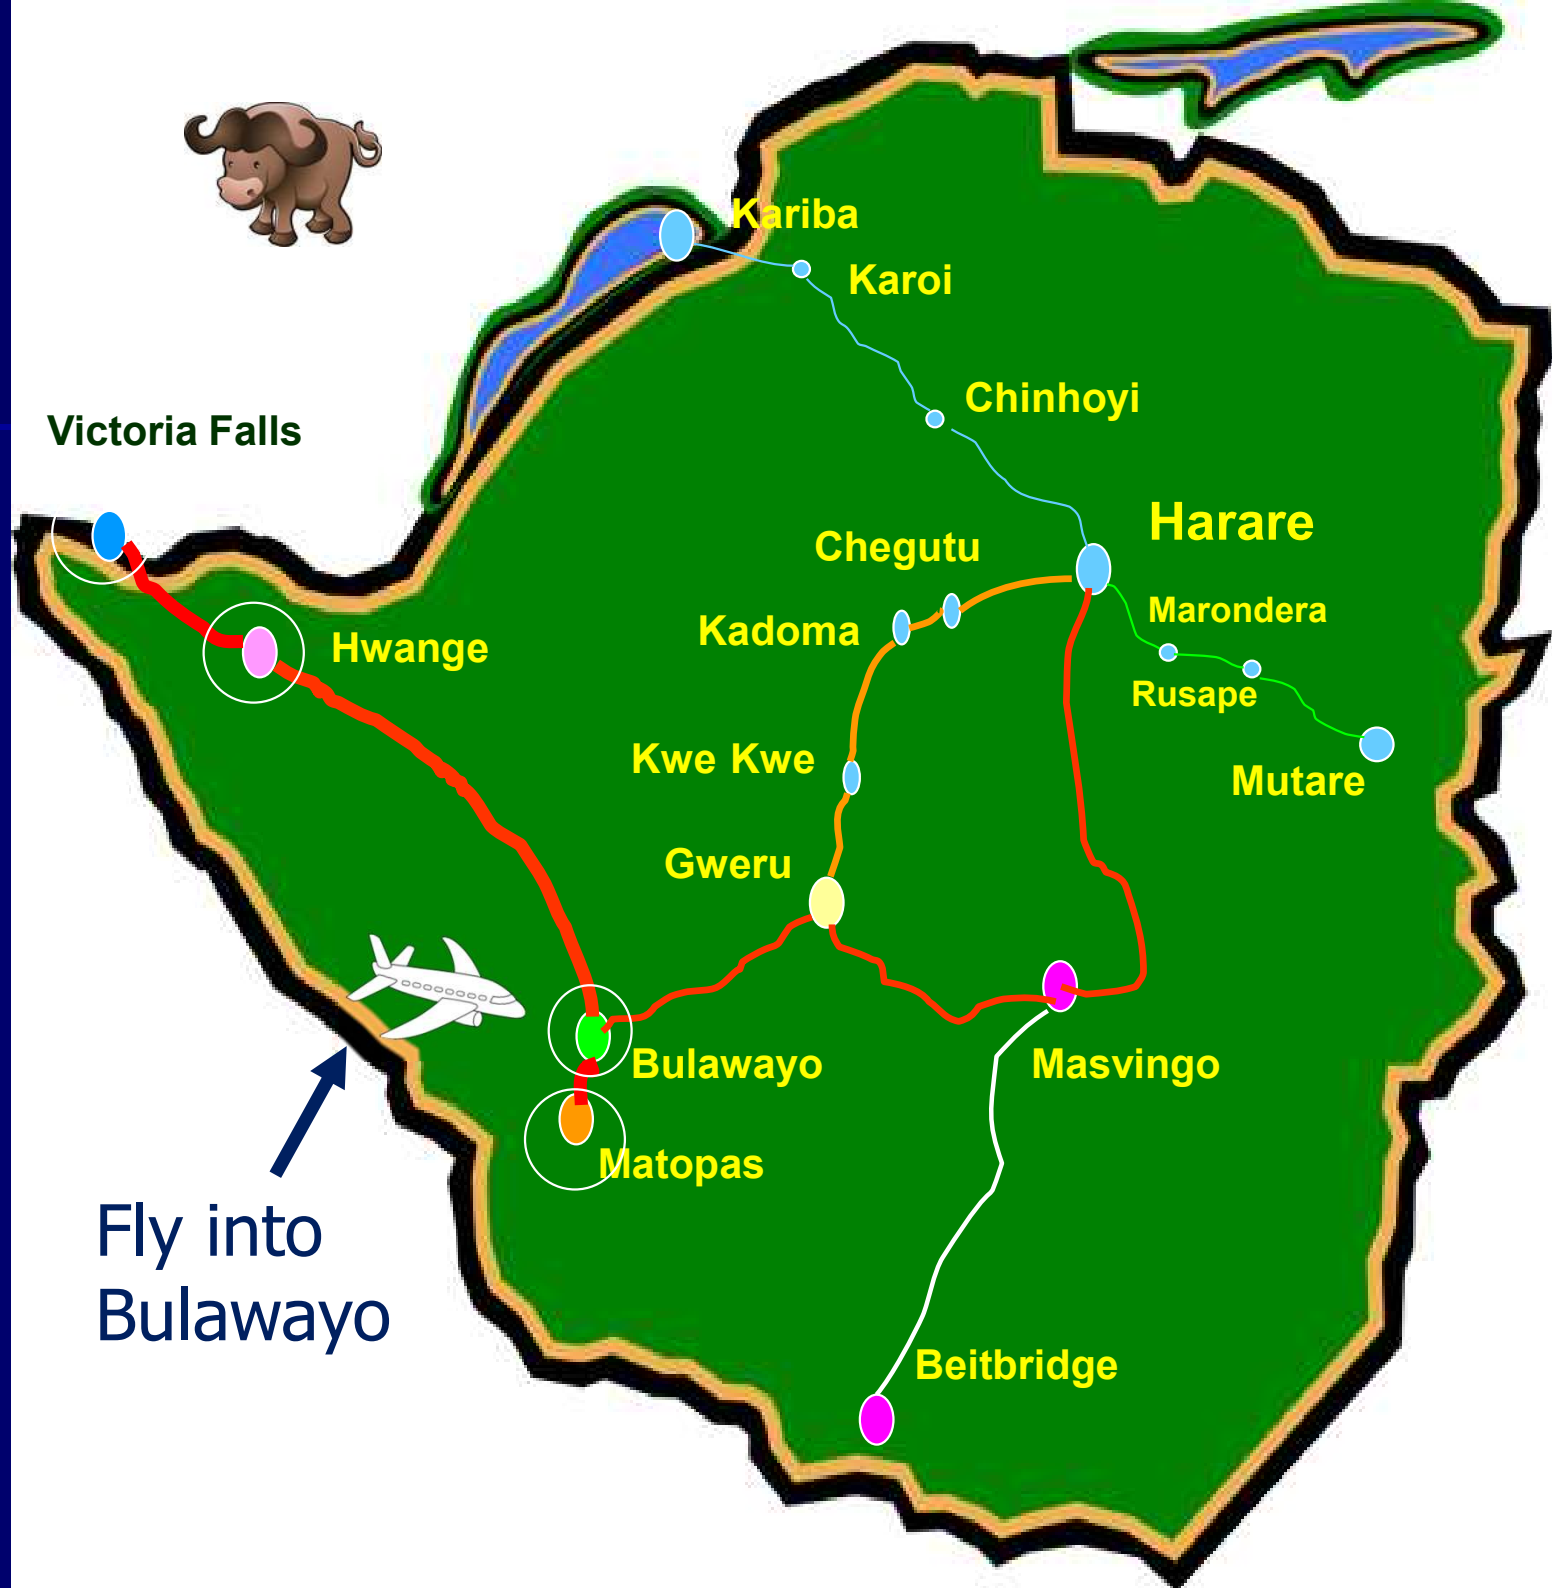 Kariba
Karoi
Chinhoyi
Victoria Falls
Harare
Chegutu
Marondera
Kadoma
Hwange
Rusape
Kwe Kwe
Mutare
Gweru
Bulawayo
Masvingo
Matopas
Fly into
Bulawayo
Beitbridge